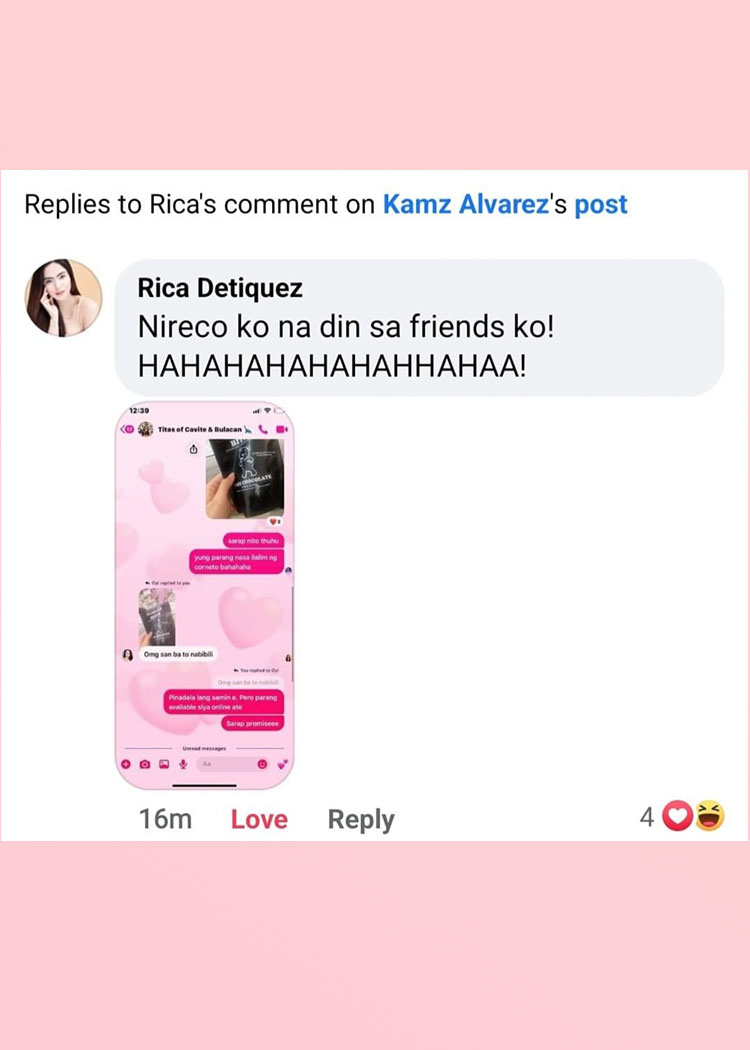 Replies to Rica's comment on Kamz Alvarez's post
Rica Detiquez
Nireco ko na din sa friends ko!
HAHAHAHAHAHAHHAHAA!
12:39
Titas of Cavite & Bulacan
CHOCOLATE
sarap nito thuhu
yung parang nasa ilalim ng
corneto bahahaha
Oyi replied to you
Omg san ba to nabibili
You replied to Oyi
Omg san ba to nabibili
Pinadala lang samin e. Pero parang
available siya online ate
Sarap promiseee
Unread messages
Aa
16m Love Reply 4